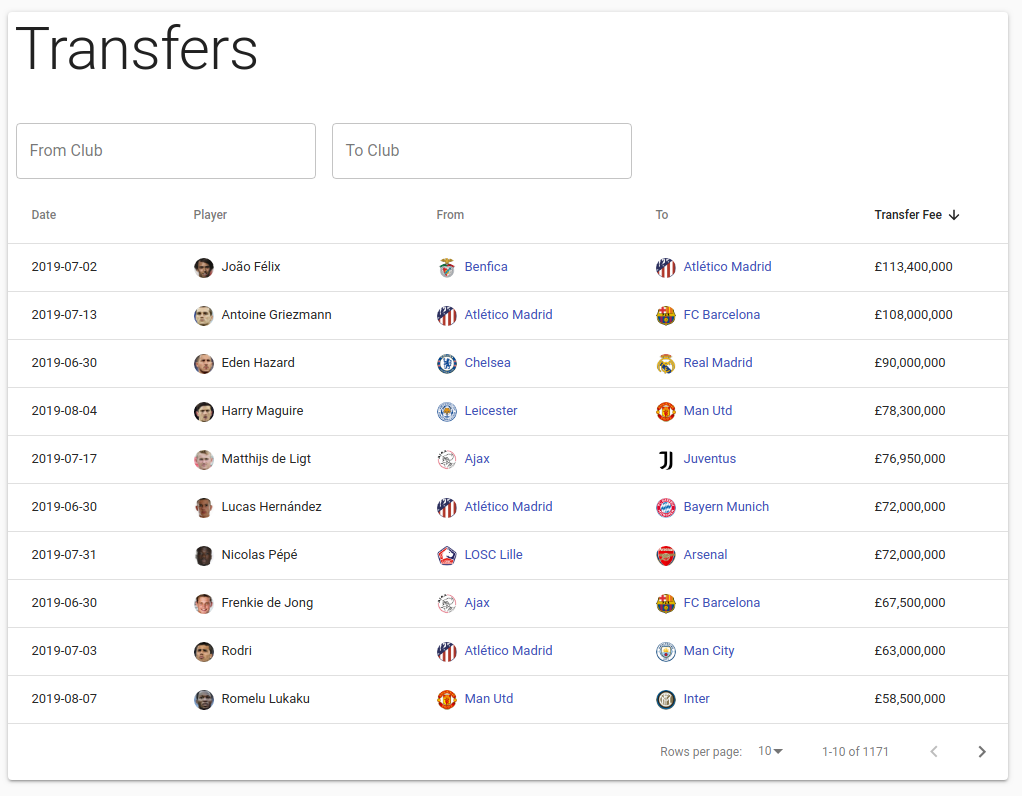 Transfers
From Club To Club
Date Player From To Transfer Fee
2019-07-02 João Félix Benfica Atlético Madrid £113,400,000
2019-07-13 Antoine Griezmann Atlético Madrid FC Barcelona £108,000,000
2019-06-30 Eden Hazard Chelsea Real Madrid £90,000,000
2019-08-04 Harry Maguire Leicester Man Utd £78,300,000
2019-07-17 Matthijs de Ligt Ajax Juventus £76,950,000
2019-06-30 Lucas Hernández Atlético Madrid Bayern Munich £72,000,000
2019-07-31 Nicolas Pépé LOSC Lille Arsenal £72,000,000
2019-06-30 Frenkie de Jong Ajax FC Barcelona £67,500,000
2019-07-03 Rodri Atlético Madrid Man City £63,000,000
2019-08-07 Romelu Lukaku Man Utd Inter £58,500,000
Rows per page: 10 1-10 of 1171